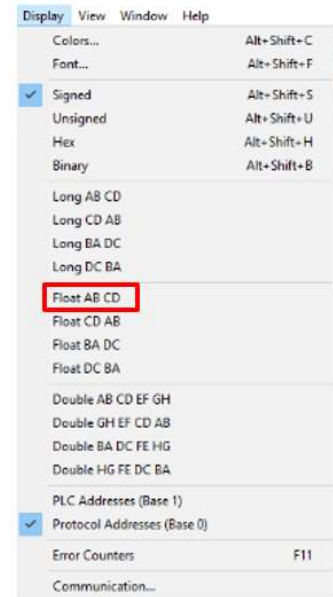 Display View Window Help
Colors... Alt+Shift+C
Font... Alt+Shift+F
Signed Alt+Shift+S
Unsigned Alt+Shift+U
Hex Alt+Shift+H
Binary Alt+Shift+B
Long AB CD
Long CD AB
Long BA DC
Long DC BA
Float AB CD
Float CD AB
Float BA DC
Float DC BA
Double AB CD EF GH
Double GH EF CD AB
Double BA DC FE HG
Double HG FE DC BA
PLC Addresses (Base 1)
Protocol Addresses (Base 0)
Error Counters F11
Communication...